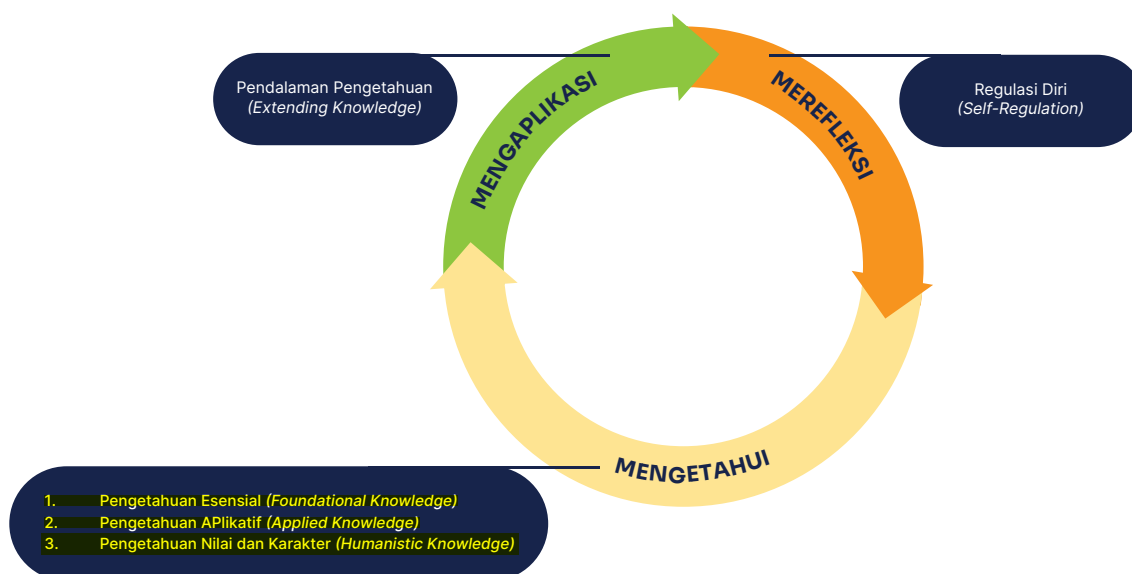 Pendalaman Pengetahuan
(Extending Knowledge)
MENGAPLIKASI
MEREFLEKSI
Regulasi Diri
(Self-Regulation)
MENGETAHUI
1. Pengetahuan Esensial (Foundational Knowledge)
2. Pengetahuan APlikatif (Applied Knowledge)
3. Pengetahuan Nilai dan Karakter (Humanistic Knowledge)